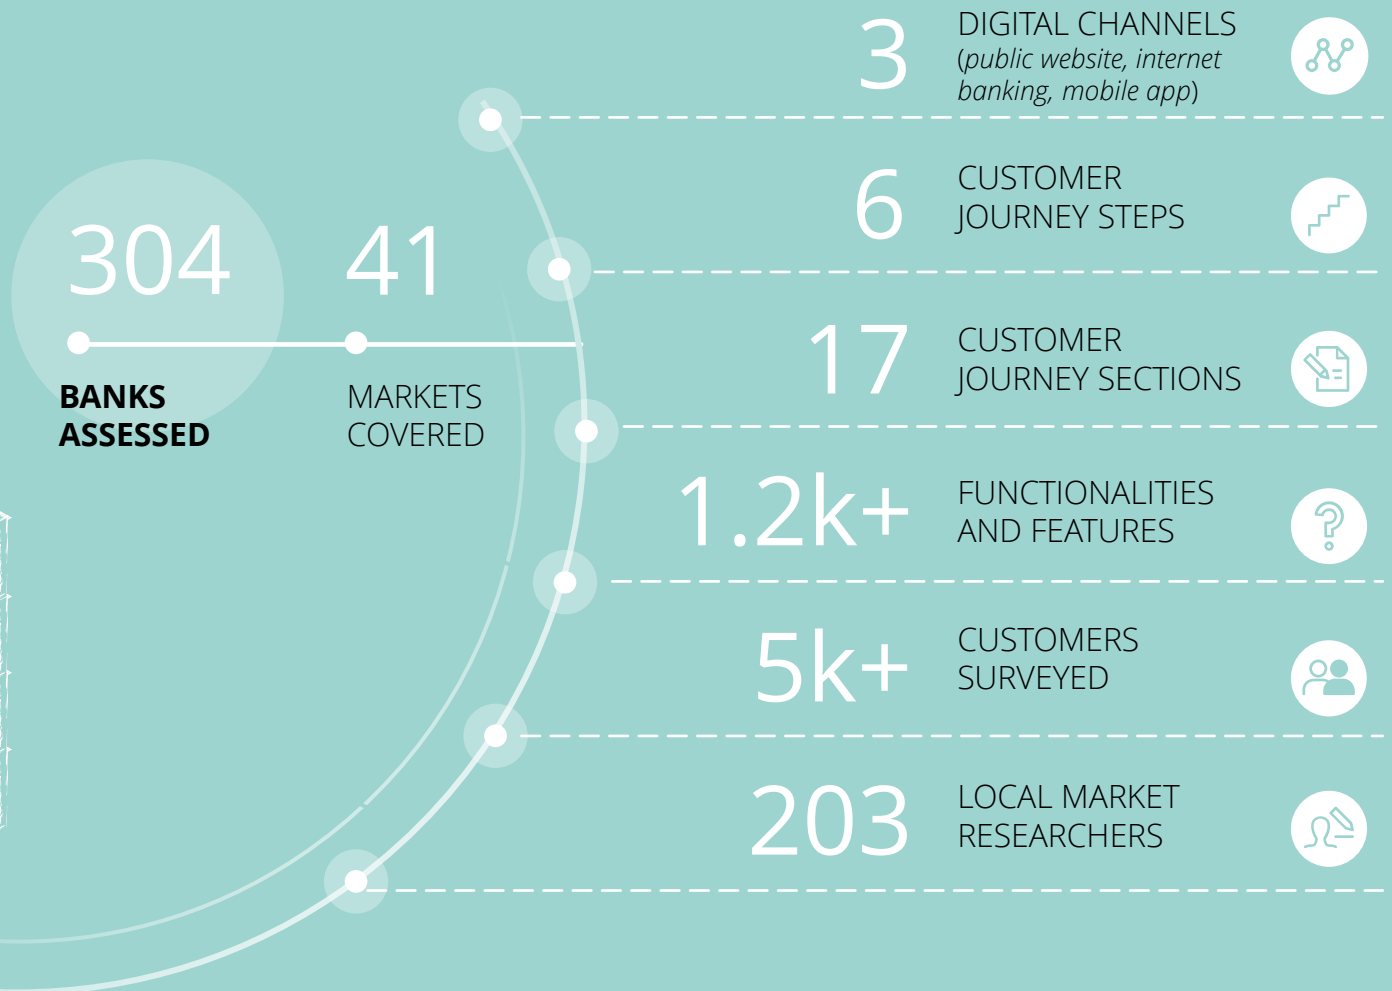 304
BANKS
ASSESSED
41
MARKETS
COVERED
3
DIGITAL CHANNELS
(public website, internet
banking, mobile app)
6
CUSTOMER
JOURNEY STEPS
17
CUSTOMER
JOURNEY SECTIONS
1.2k+
FUNCTIONALITIES
AND FEATURES
5k+
CUSTOMERS
SURVEYED
203
LOCAL MARKET
RESEARCHERS